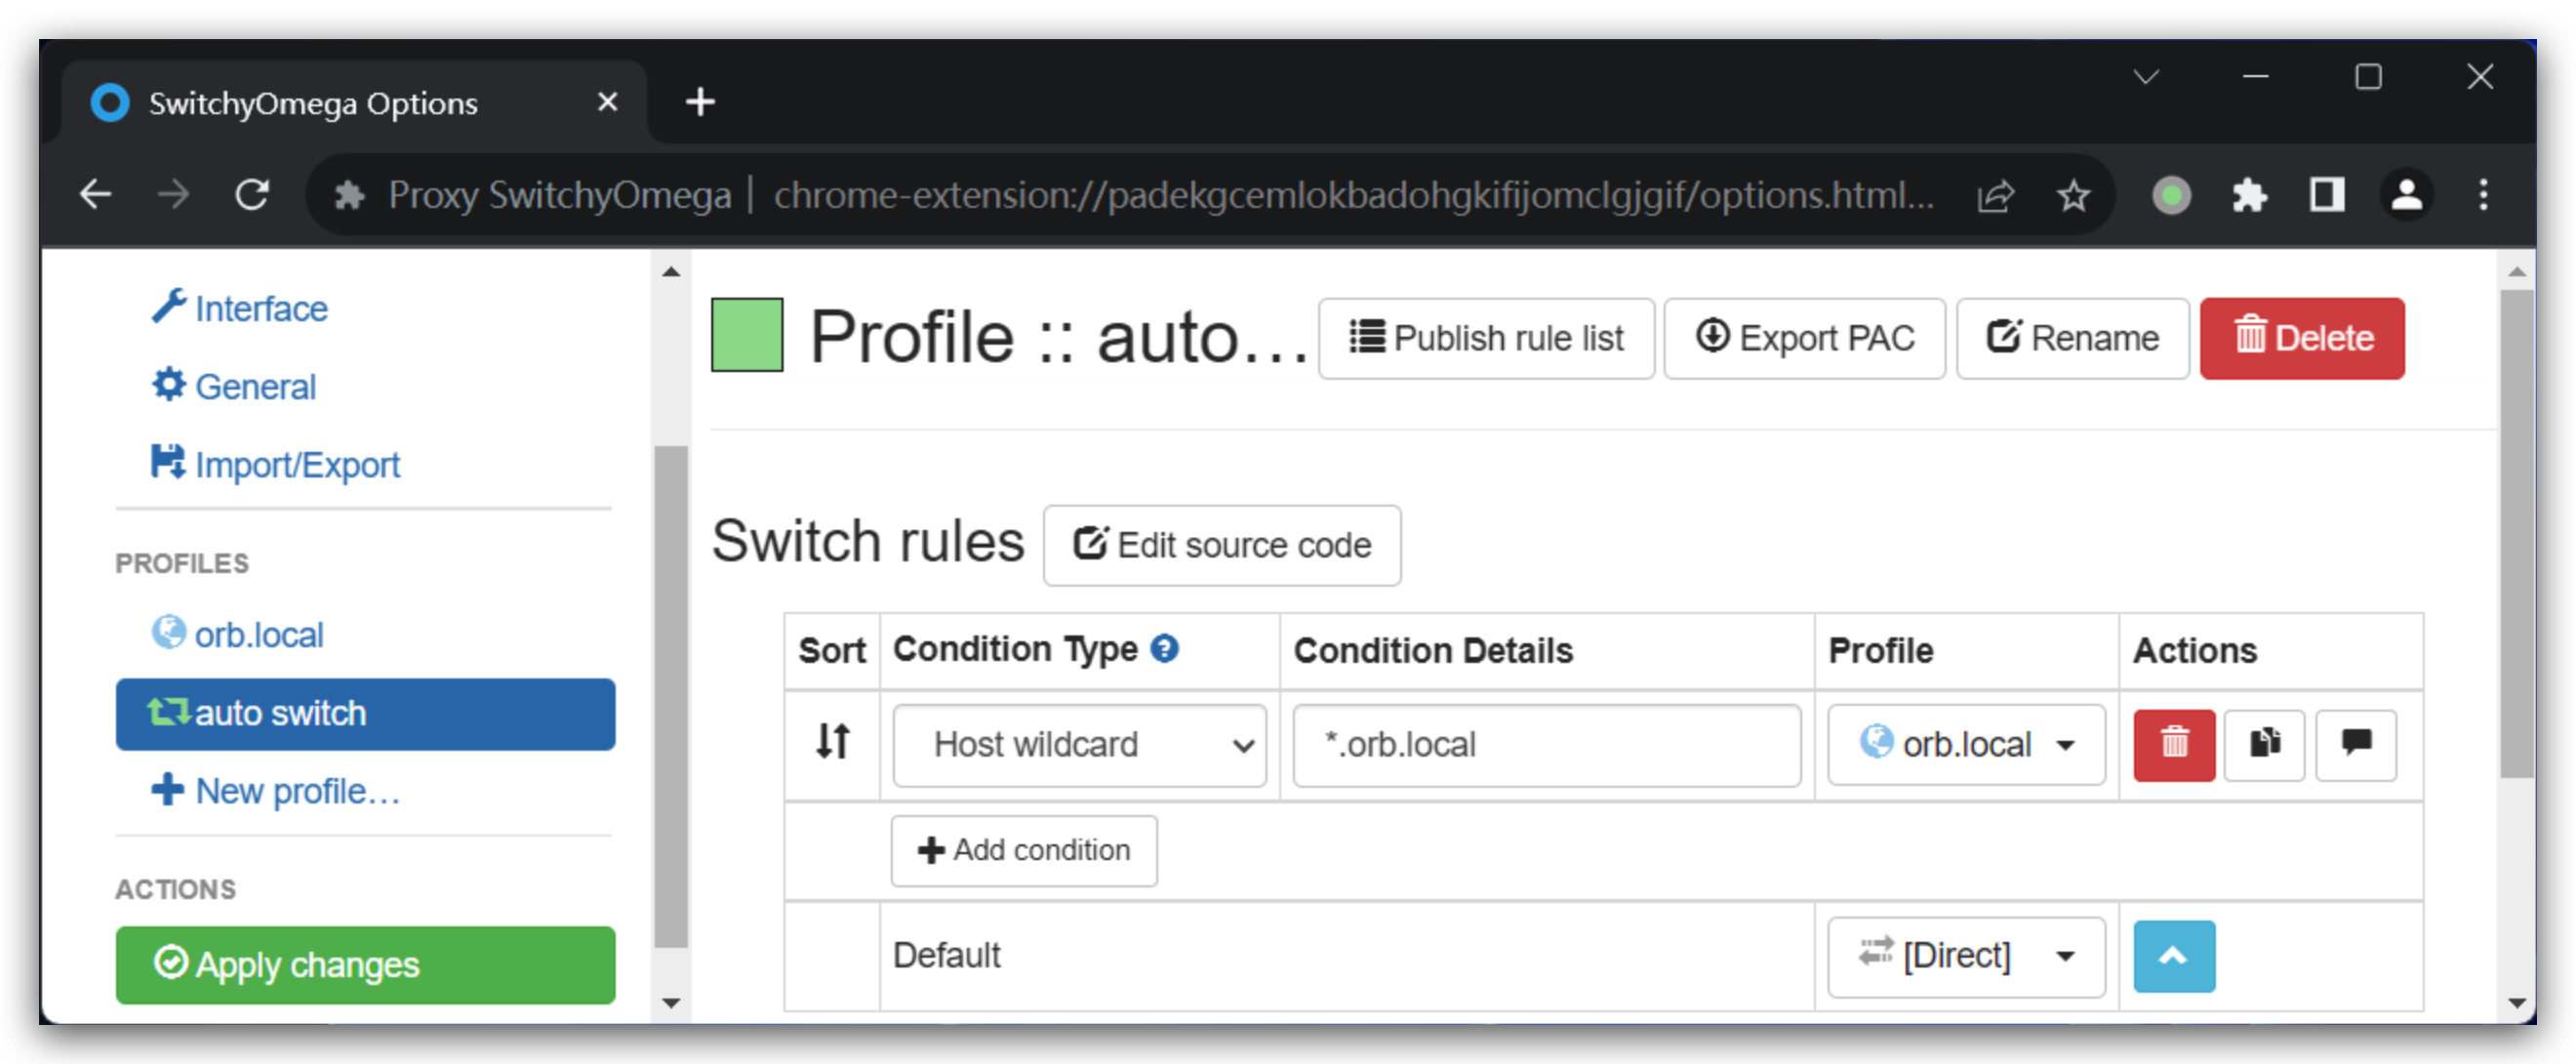 SwitchyOmega Options
Proxy SwitchyOmega | chrome-extension://padekgcemlokbadohgkifijomclgjgif/options.html...
Interface
General
Import/Export
PROFILES
orb.local
auto switch
New profile…
ACTIONS
Apply changes
Profile :: auto…
Publish rule list
Export PAC
Rename
Delete
Switch rules
Edit source code
Sort Condition Type Condition Details Profile Actions
Host wildcard *.orb.local orb.local
Add condition
Default [Direct]